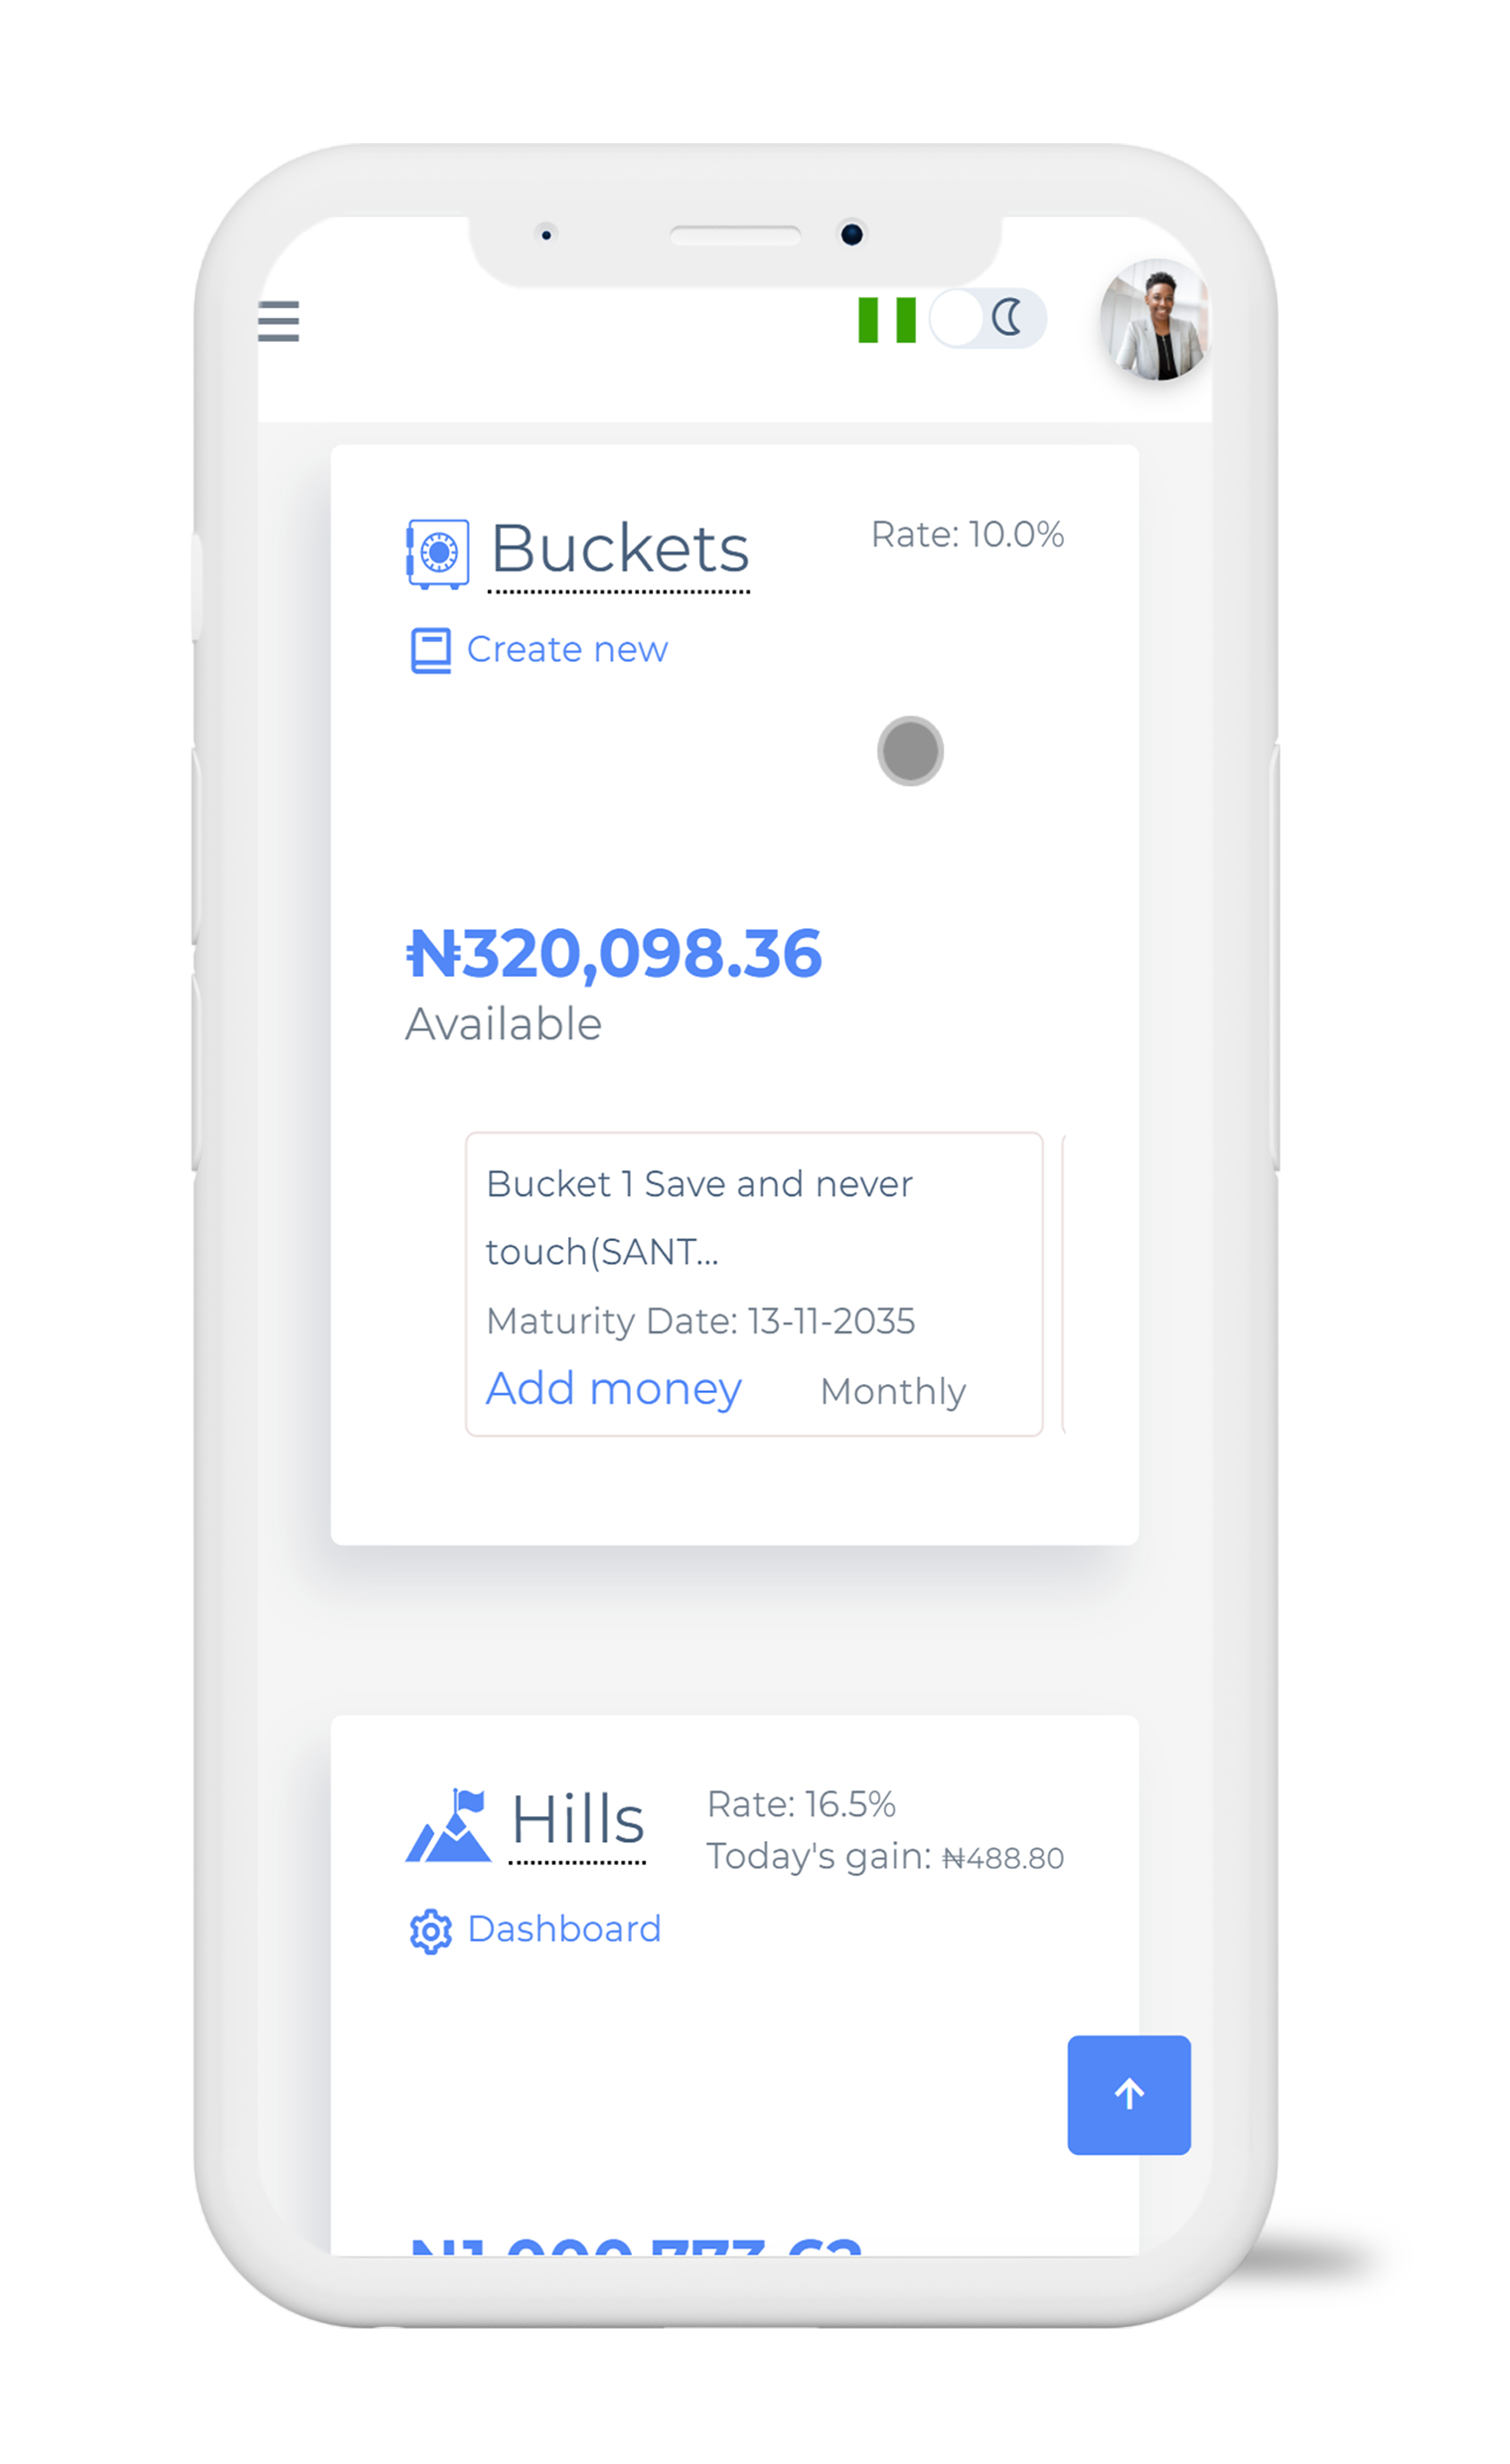 Buckets
Rate: 10.0%
Create new
₦320,098.36
Available
Bucket 1 Save and never
touch(SANT...
Maturity Date: 13-11-2035
Add money Monthly
Hills
Rate: 16.5%
Today's gain: ₦488.80
Dashboard